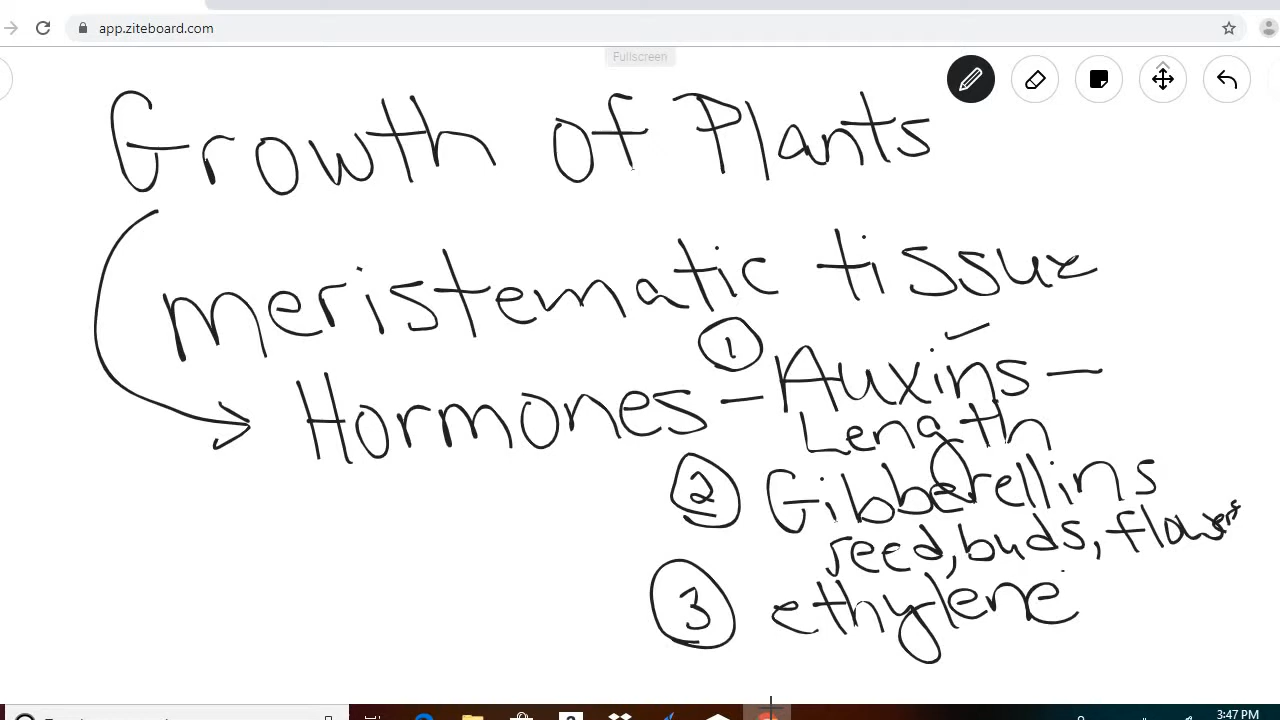 app.ziteboard.com
Fullscreen
Growth of Plants
meristematic tissue
Hormones - ① Auxins -
Length
② Gibberellins
seed, buds, flowers
③ ethylene
3:47 PM